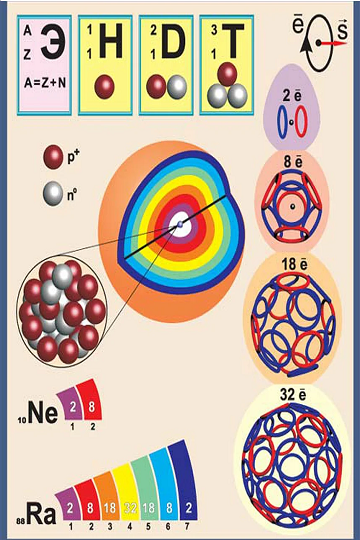 A
Z Э
A=Z+N
1
1 H
2
1 D
3
1 T
ē
s̄
p⁺
n⁰
2 ē
8 ē
18 ē
32 ē
₁₀Ne 2 8
1 2
₈₈Ra 2 8 18 32 18 8 2
1 2 3 4 5 6 7